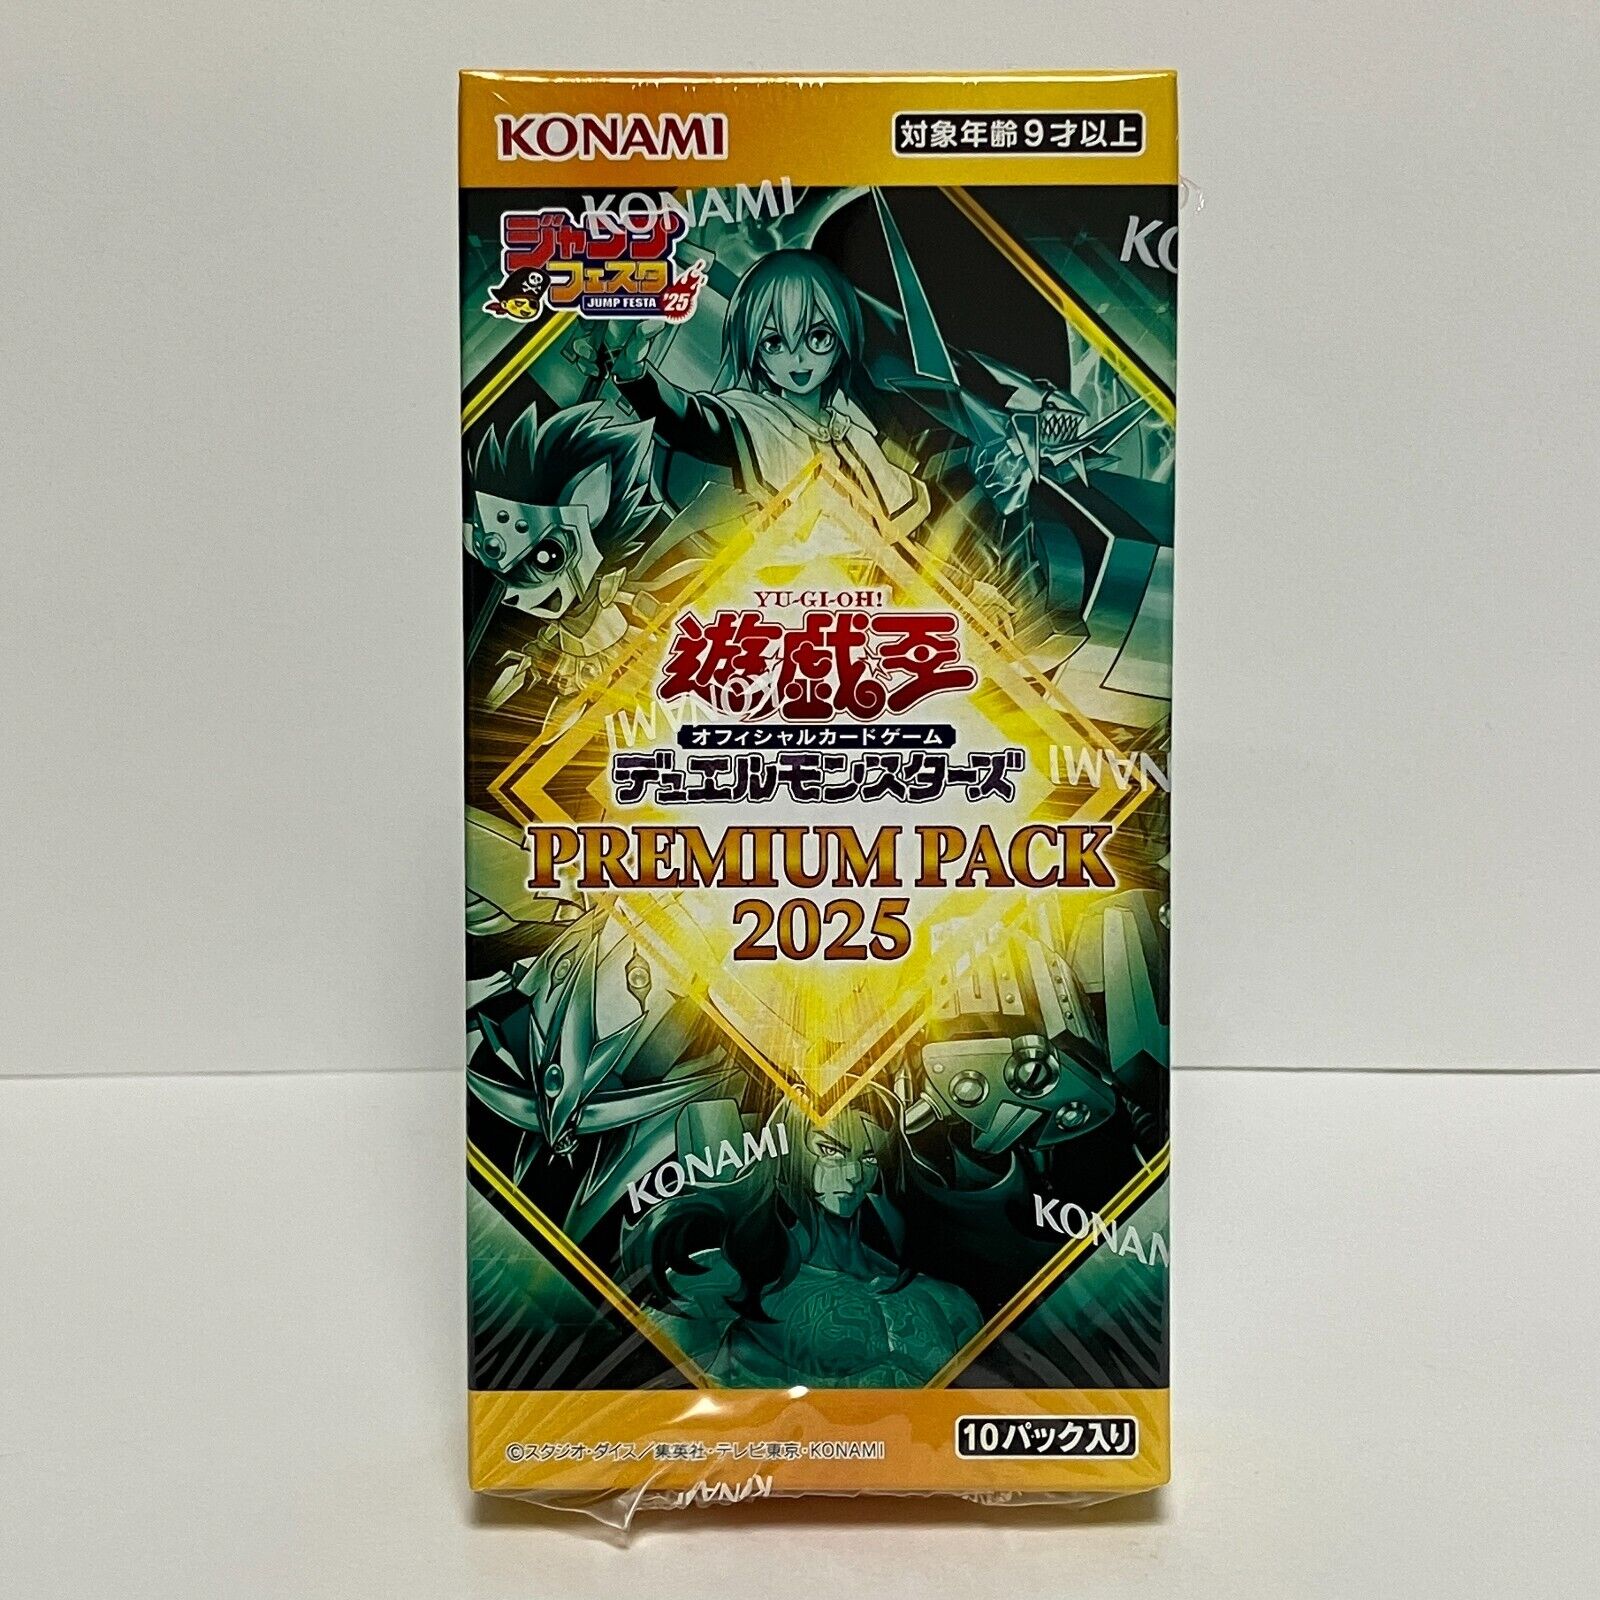 KONAMI
対象年齢9才以上
KONAMI
KO
ジャンプ
フェスタ
JUMP FESTA '25
YU-GI-OH!
遊戯王
KONAMI
オフィシャルカードゲーム
NAMI
デュエルモンスターズ
PREMIUM PACK
2025
KONAMI
KONAM
10パック入り
©スタジオ・ダイス/集英社・テレビ東京・KONAMI
KONAMI